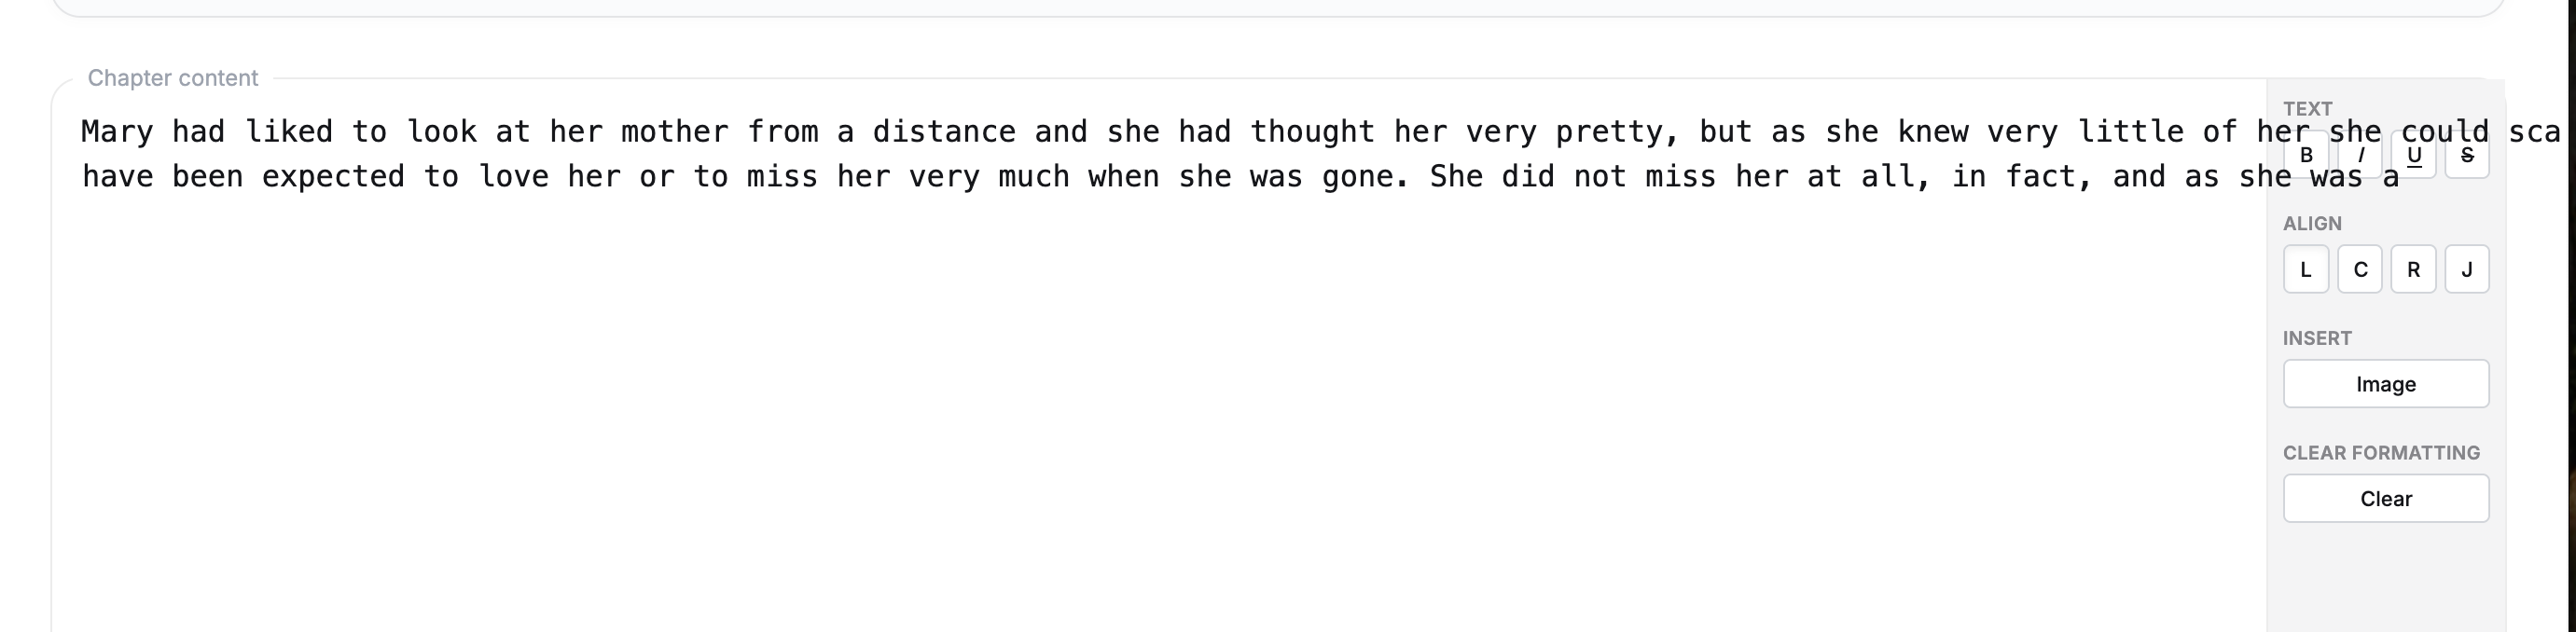 Chapter content
Mary had liked to look at her mother from a distance and she had thought her very pretty, but as she knew very little of her she could sca
have been expected to love her or to miss her very much when she was gone. She did not miss her at all, in fact, and as she was a
TEXT
B I U S
ALIGN
L C R J
INSERT
Image
CLEAR FORMATTING
Clear